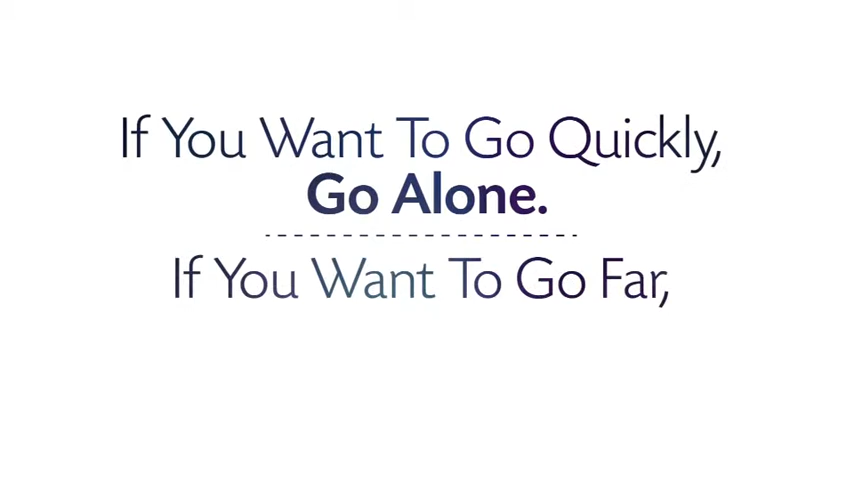 If You Want To Go Quickly,
Go Alone.
If You Want To Go Far,